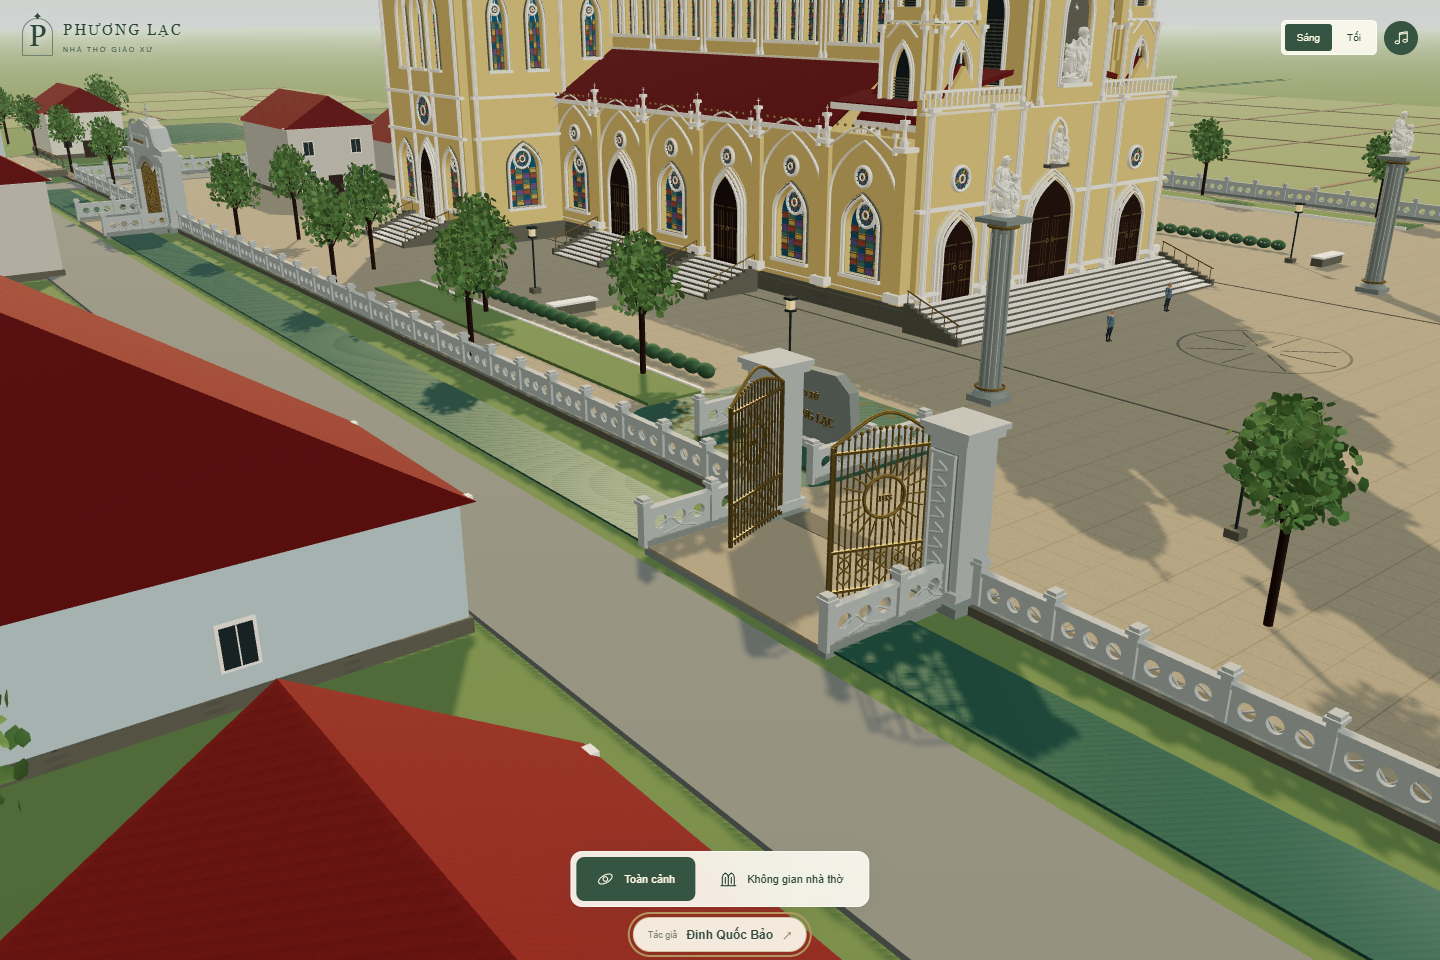 P
PHƯƠNG LẠC
NHÀ THỜ GIÁO XỨ
Sáng
Tối
Toàn cảnh
Không gian nhà thờ
Tác giả
Đinh Quốc Bảo ↗